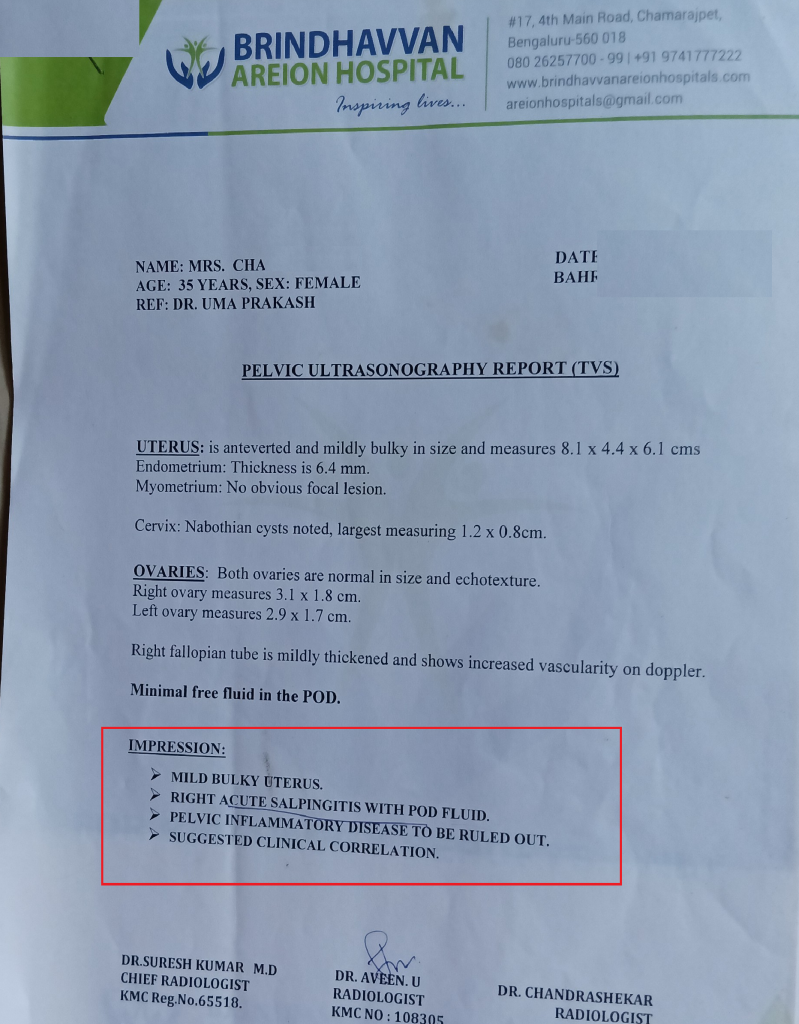 BRINDHAVVAN
AREION HOSPITAL
Inspiring lives...
#17, 4th Main Road, Chamarajpet,
Bengaluru-560 018
080 26257700 - 99 | +91 9741777222
www.brindhavvanareionhospitals.com
areionhospitals@gmail.com
NAME: MRS. CHA
AGE: 35 YEARS, SEX: FEMALE
REF: DR. UMA PRAKASH
DATE
BAHR
PELVIC ULTRASONOGRAPHY REPORT (TVS)
UTERUS: is anteverted and mildly bulky in size and measures 8.1 x 4.4 x 6.1 cms
Endometrium: Thickness is 6.4 mm.
Myometrium: No obvious focal lesion.
Cervix: Nabothian cysts noted, largest measuring 1.2 x 0.8cm.
OVARIES: Both ovaries are normal in size and echotexture.
Right ovary measures 3.1 x 1.8 cm.
Left ovary measures 2.9 x 1.7 cm.
Right fallopian tube is mildly thickened and shows increased vascularity on doppler.
Minimal free fluid in the POD.
IMPRESSION:
➢ MILD BULKY UTERUS.
➢ RIGHT ACUTE SALPINGITIS WITH POD FLUID.
➢ PELVIC INFLAMMATORY DISEASE TO BE RULED OUT.
➢ SUGGESTED CLINICAL CORRELATION.
DR.SURESH KUMAR M.D
CHIEF RADIOLOGIST
KMC Reg.No.65518.
DR. AVEEN. U
RADIOLOGIST
KMC NO : 108305
DR. CHANDRASHEKAR
RADIOLOGIST